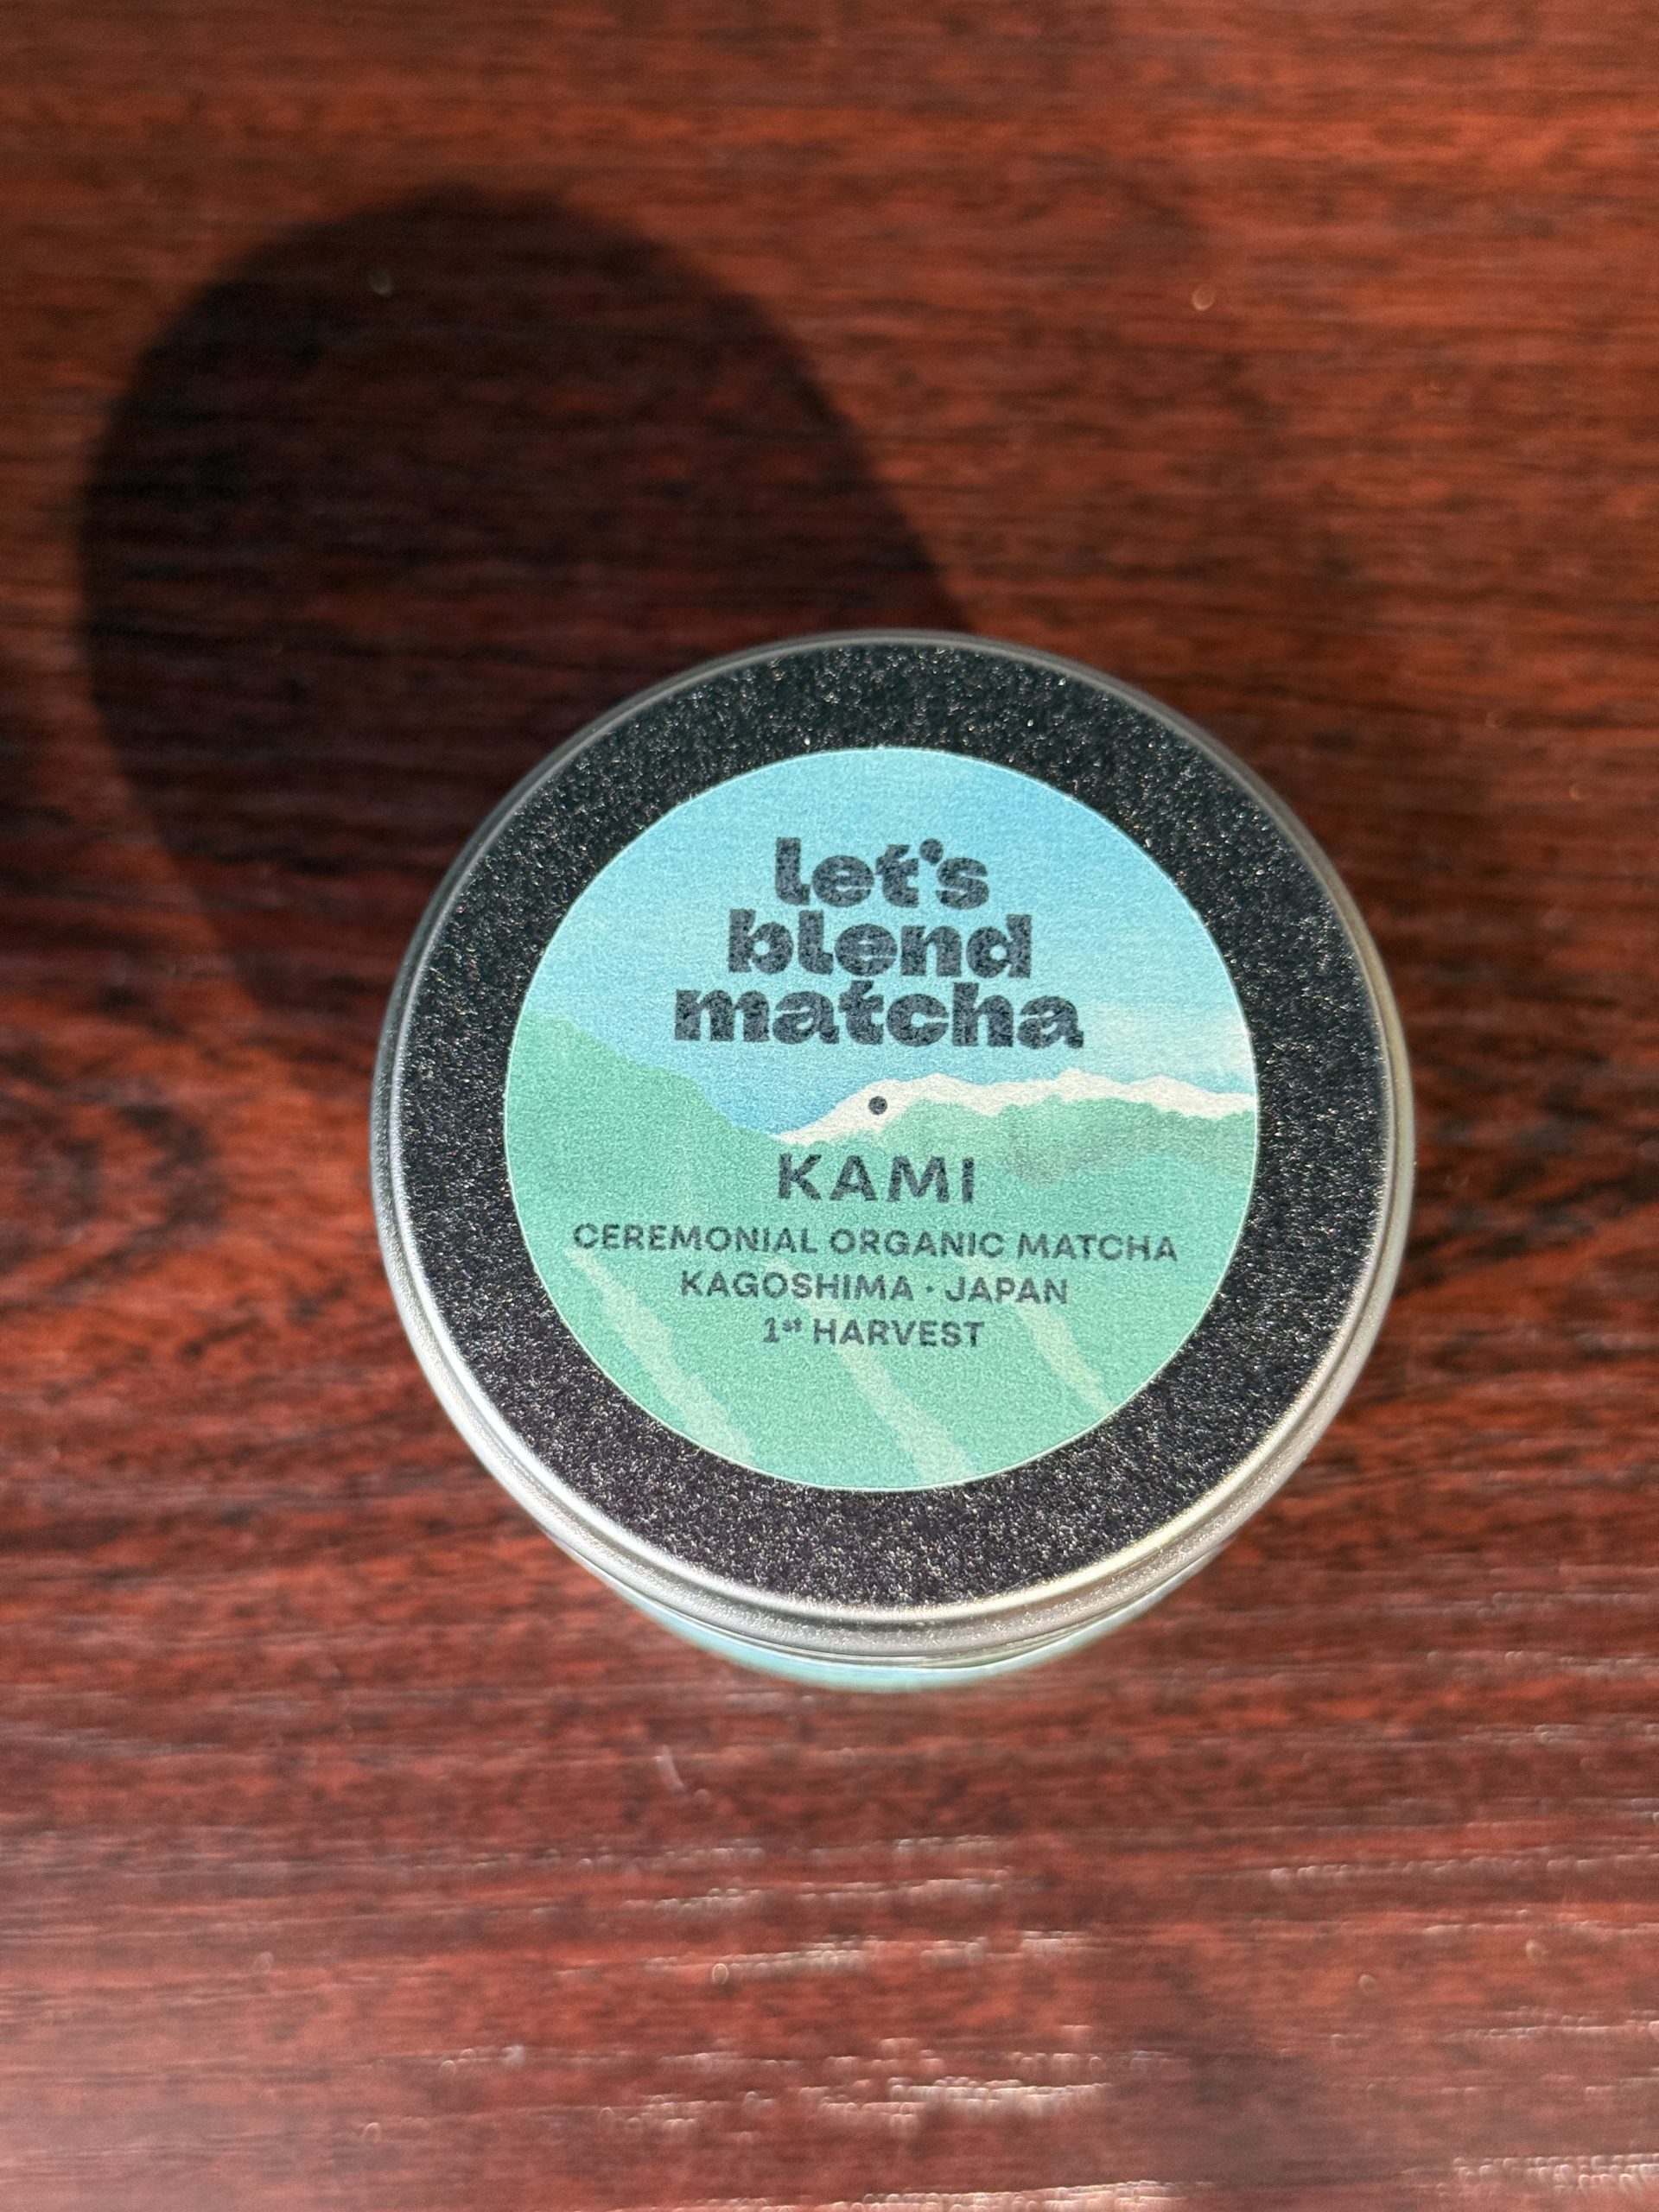 let's
blend
matcha
KAMI
CEREMONIAL ORGANIC MATCHA
KAGOSHIMA · JAPAN
1st HARVEST